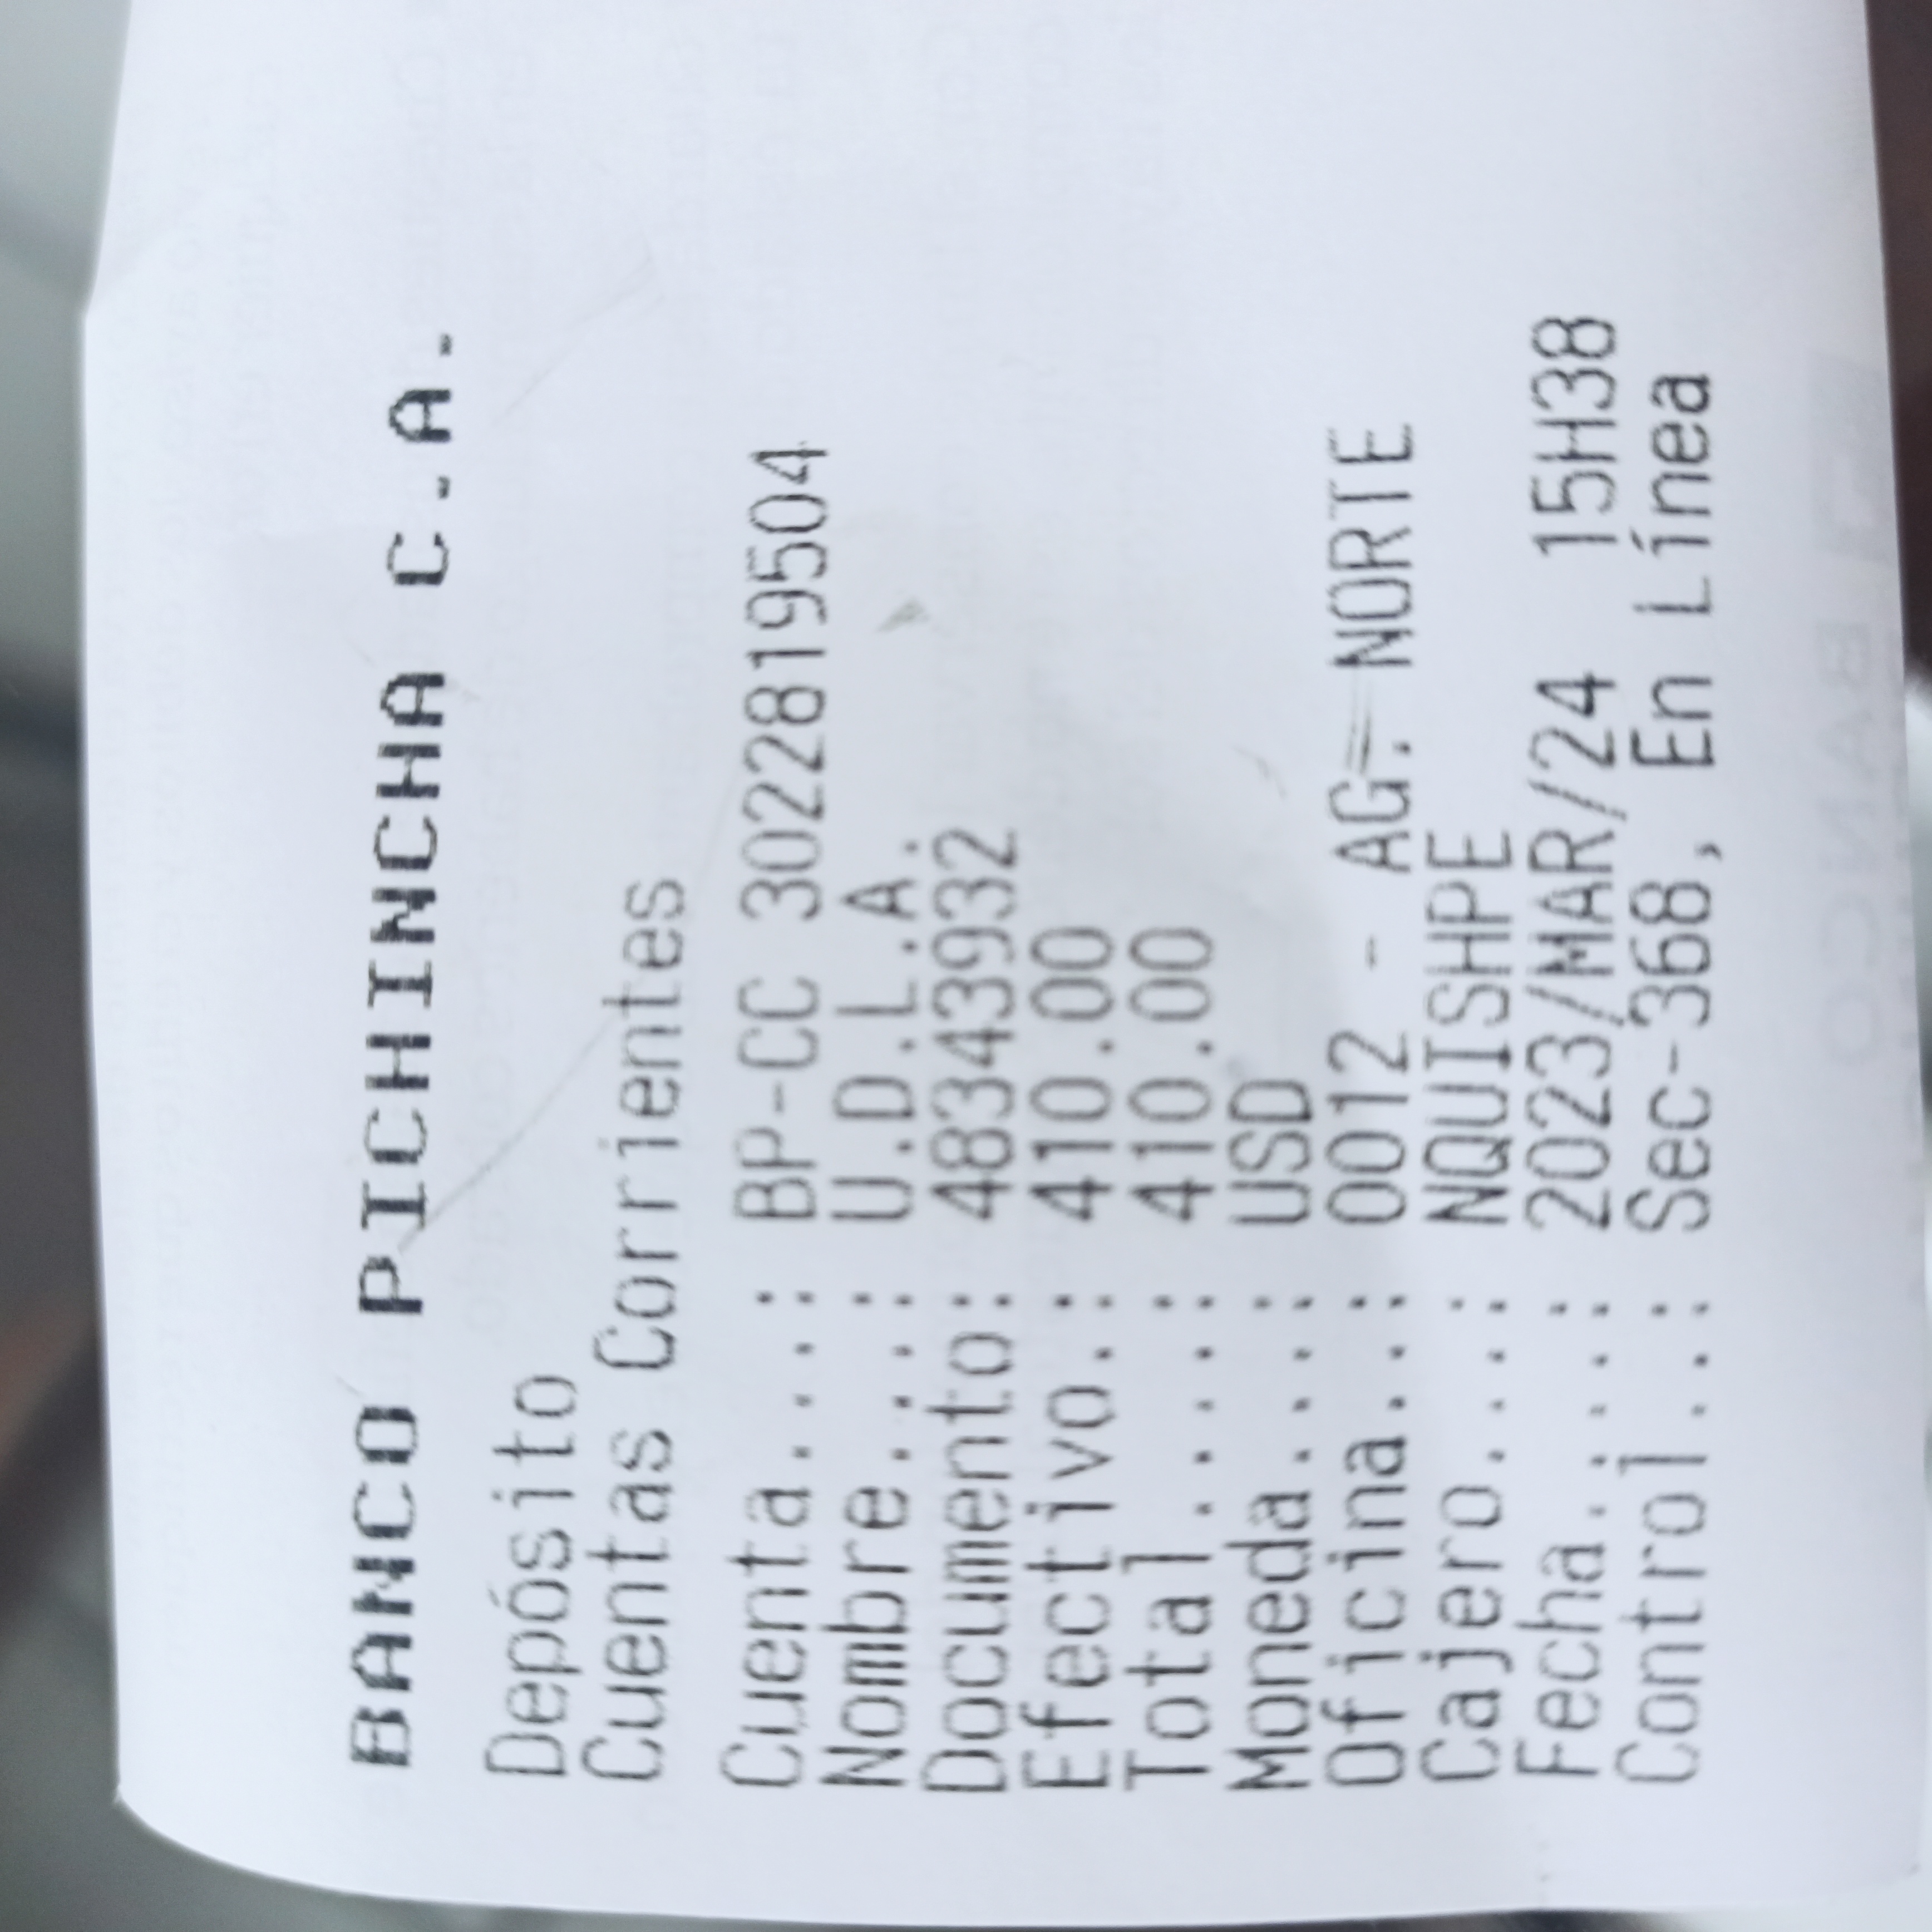 BANCO PICHINCHA C.A.
Depósito
Cuentas Corrientes
Cuenta....: BP-CC 30228819504
Nombre....: U.D.L.A.
Documento: 48343932
Efectivo.: 410.00
Total.....: 410.00
Moneda....: USD
Oficina...: 0012 - AG. NORTE
Cajero....: NQUISHPE
Fecha.....: 2023/MAR/24 15H38
Control...: Sec-368, En Línea